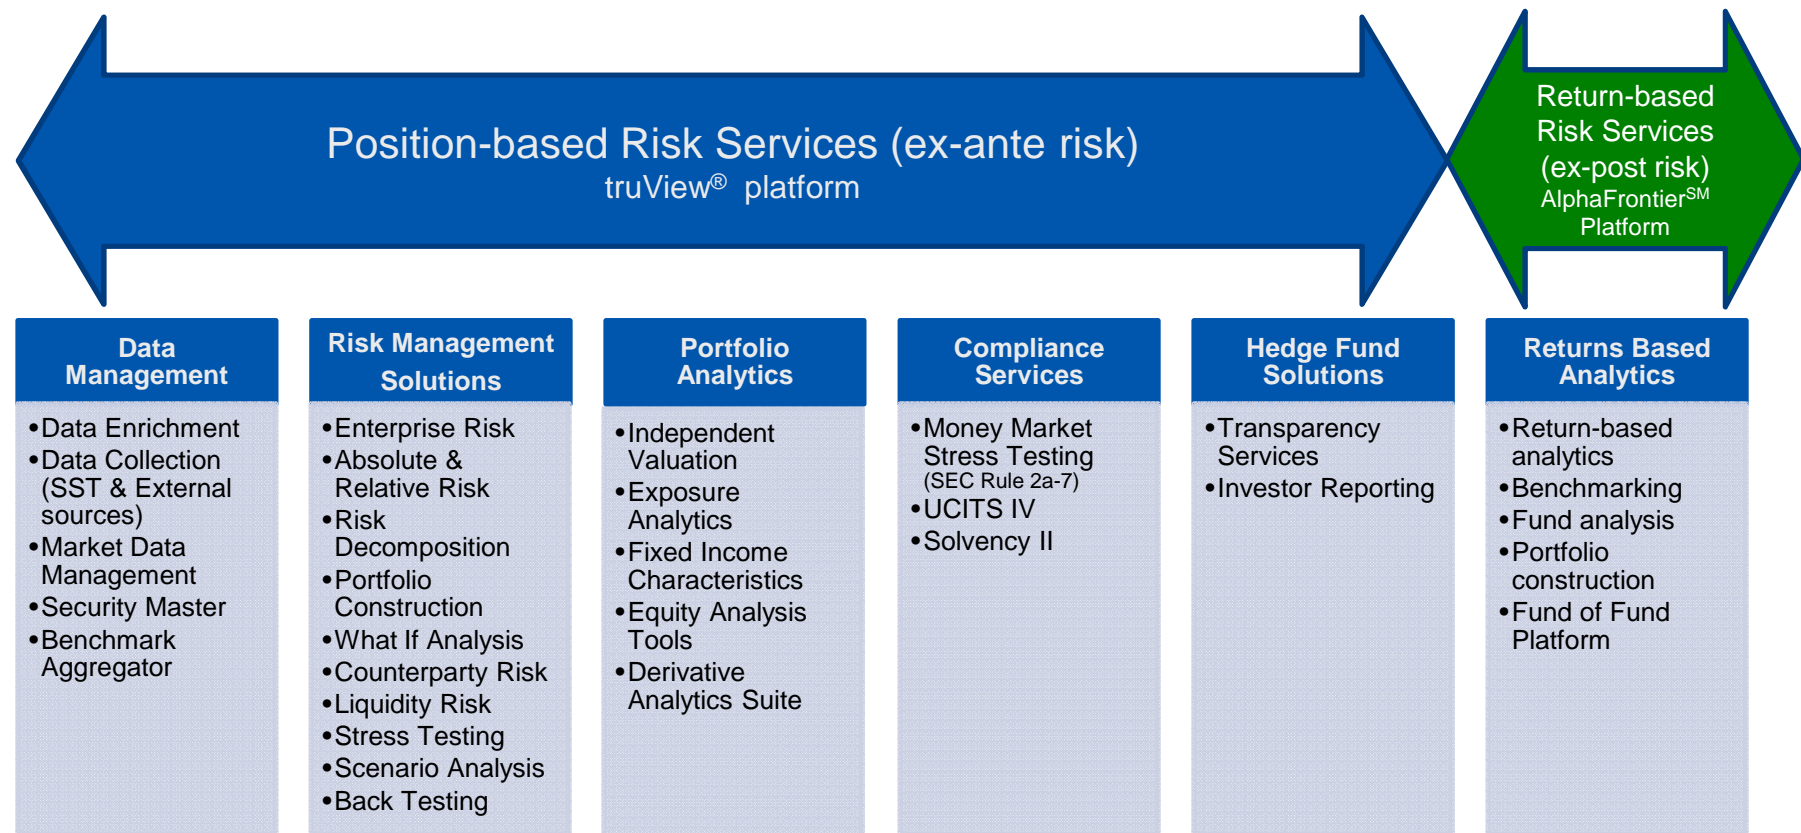 Position-based Risk Services (ex-ante risk)
truView® platform
Return-based
Risk Services
(ex-post risk)
AlphaFrontierSM
Platform
Data
Management
•Data Enrichment
•Data Collection
(SST & External
sources)
•Market Data
Management
•Security Master
•Benchmark
Aggregator
Risk Management
Solutions
•Enterprise Risk
•Absolute &
Relative Risk
•Risk
Decomposition
•Portfolio
Construction
•What If Analysis
•Counterparty Risk
•Liquidity Risk
•Stress Testing
•Scenario Analysis
•Back Testing
Portfolio
Analytics
•Independent
Valuation
•Exposure
Analytics
•Fixed Income
Characteristics
•Equity Analysis
Tools
•Derivative
Analytics Suite
Compliance
Services
•Money Market
Stress Testing
(SEC Rule 2a-7)
•UCITS IV
•Solvency II
Hedge Fund
Solutions
•Transparency
Services
•Investor Reporting
Returns Based
Analytics
•Return-based
analytics
•Benchmarking
•Fund analysis
•Portfolio
construction
•Fund of Fund
Platform